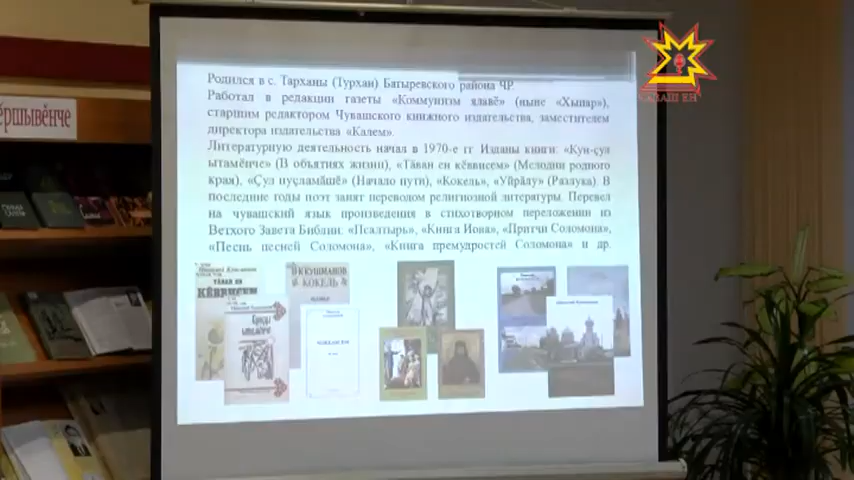 Родился в с. Тарханы (Турхан) Батыревского района ЧР.
Работал в редакции газеты «Коммунизм ялавĕ» (ныне «Хыпар»),
старшим редактором Чувашского книжного издательства, заместителем
директора издательства «Калем».
Литературную деятельность начал в 1970-е гг Изданы книги: «Кун-çул
ытамĕнче» (В объятиях жизни), «Тăван ен кĕввисем» (Мелодии родного
края), «Çул пуçламăшĕ» (Начало пути), «Кокель», «Уйрăлу» (Разлука). В
последние годы поэт занят переводом религиозной литературы. Перевел
на чувашский язык произведения в стихотворном переложении из
Ветхого Завета Библии: «Псалтырь», «Книга Иова», «Притчи Соломона»,
«Песнь песней Соломона», «Книга премудростей Соломона» и др.
ĕршывĕнче
ТĂВАН ЕН
КĔВВИСЕМ
КОКЕЛЬ